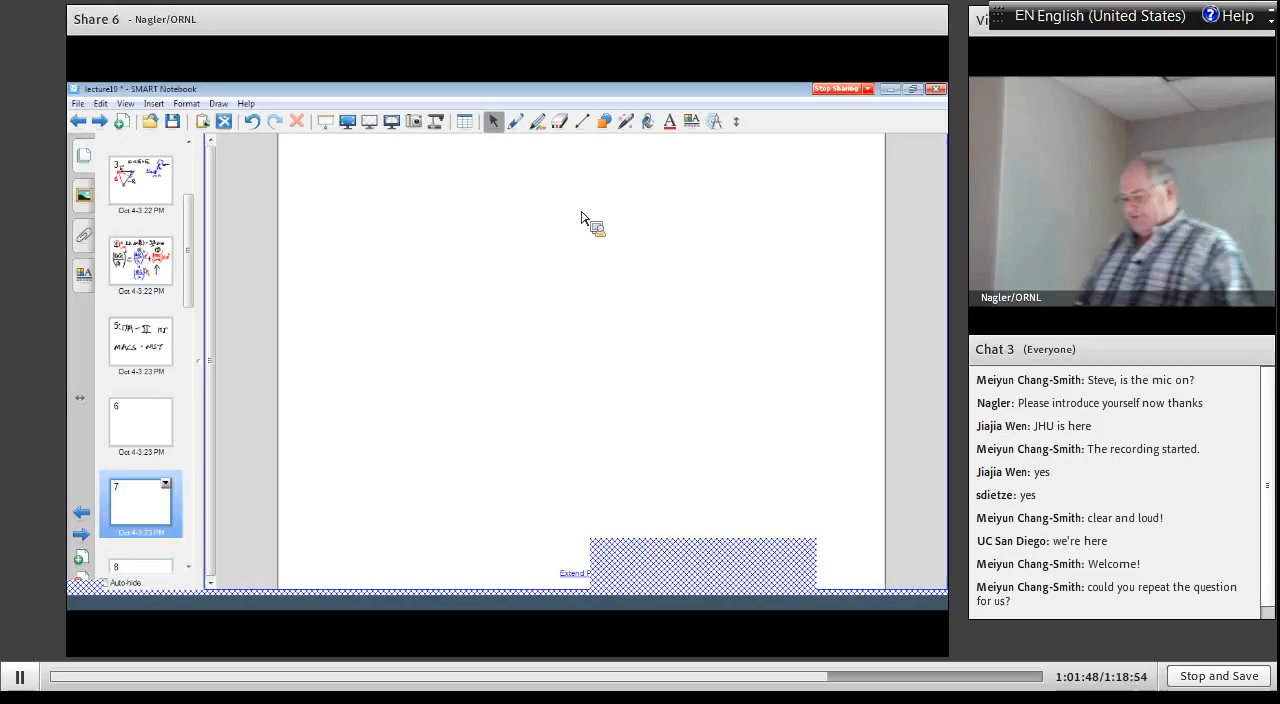 Share 6 - Nagler/ORNL
EN English (United States) Help
lecture10 * - SMART Notebook
Stop Sharing
File Edit View Insert Format Draw Help
3
Oct 4-3:22 PM
Oct 4-3:22 PM
5
MACS - NIST
Oct 4-3:23 PM
6
Oct 4-3:23 PM
7
Oct 4-3:23 PM
8
Auto-hide
Extend
Nagler/ORNL
Chat 3 (Everyone)
Meiyun Chang-Smith: Steve, is the mic on?
Nagler: Please introduce yourself now thanks
Jiajia Wen: JHU is here
Meiyun Chang-Smith: The recording started.
Jiajia Wen: yes
sdietze: yes
Meiyun Chang-Smith: clear and loud!
UC San Diego: we're here
Meiyun Chang-Smith: Welcome!
Meiyun Chang-Smith: could you repeat the question
for us?
1:01:48/1:18:54
Stop and Save